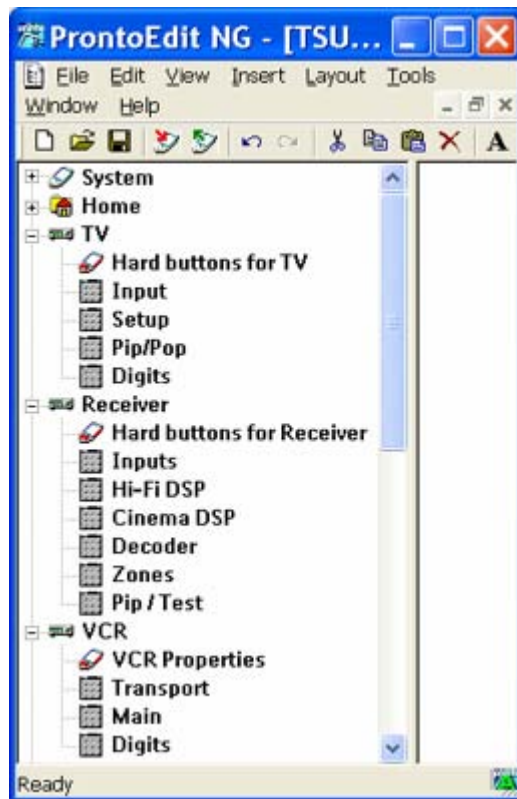 ProntoEdit NG - [TSU...
File Edit View Insert Layout Tools
Window Help
A
System
Home
TV
Hard buttons for TV
Input
Setup
Pip/Pop
Digits
Receiver
Hard buttons for Receiver
Inputs
Hi-Fi DSP
Cinema DSP
Decoder
Zones
Pip / Test
VCR
VCR Properties
Transport
Main
Digits
Ready